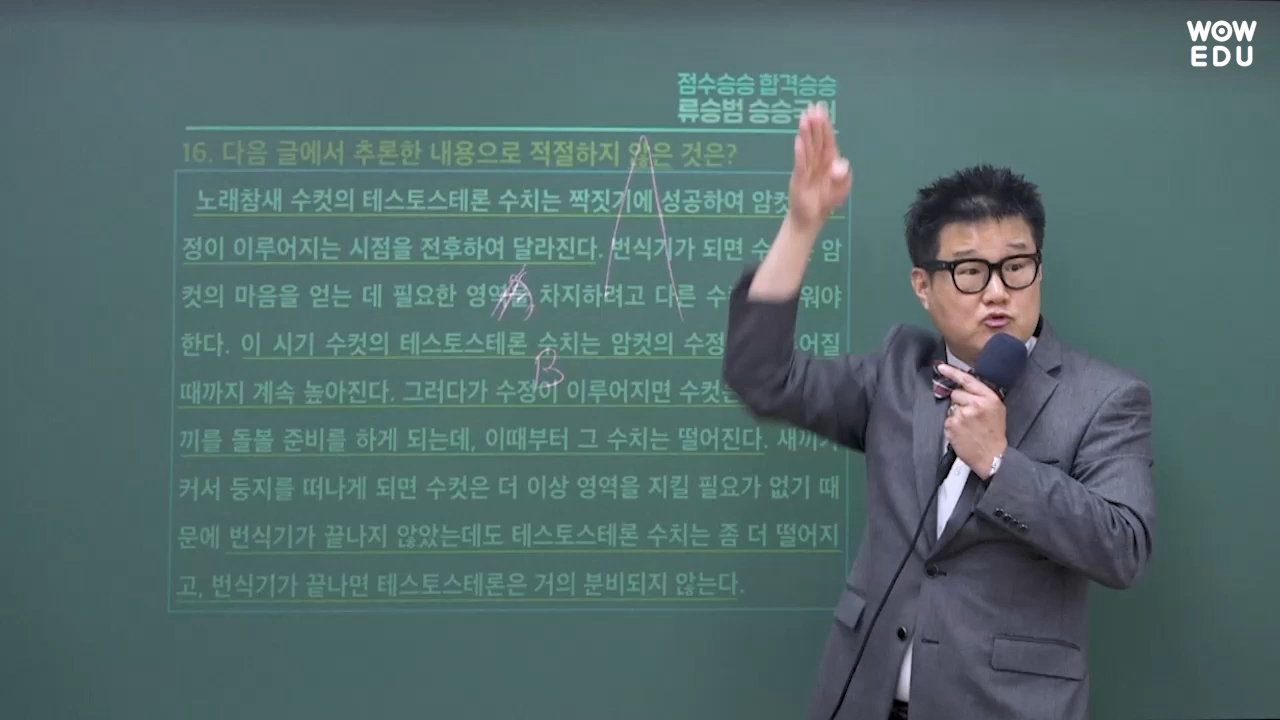 WOW
EDU
점수승승 합격승승
류승범 승승
16. 다음 글에서 추론한 내용으로 적절하지 않은 것은?
노래참새 수컷의 테스토스테론 수치는 짝짓기에 성공하여
정이 이루어지는 시점을 전후하여 달라진다. 번식기가 되면 암
컷의 마음을 얻는 데 필요한 영역을 차지하려고 다른 워야
한다. 이 시기 수컷의 테스토스테론 수치는 암컷의 수정 어질
때까지 계속 높아진다. 그러다가 수정이 이루어지면 수컷은
B
끼를 돌볼 준비를 하게 되는데, 이때부터 그 수치는 떨어진다. 새끼가
커서 둥지를 떠나게 되면 수컷은 더 이상 영역을 지킬 필요가 없기 때
문에 번식기가 끝나지 않았는데도 테스토스테론 수치는 좀 더 떨어지
고, 번식기가 끝나면 테스토스테론은 거의 분비되지 않는다.